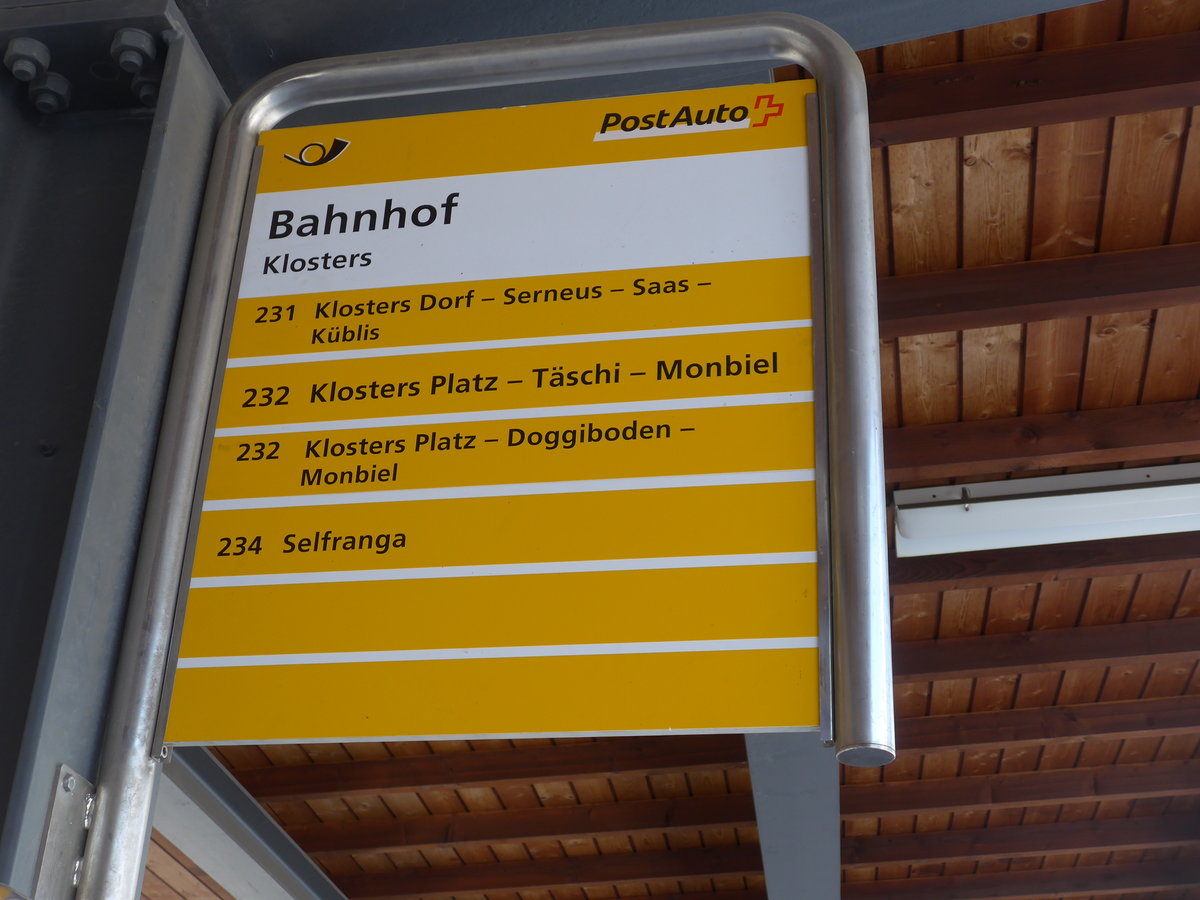 PostAuto
Bahnhof
Klosters
231 Klosters Dorf – Serneus – Saas –
Küblis
232 Klosters Platz – Täschi – Monbiel
232 Klosters Platz – Doggiboden –
Monbiel
234 Selfranga